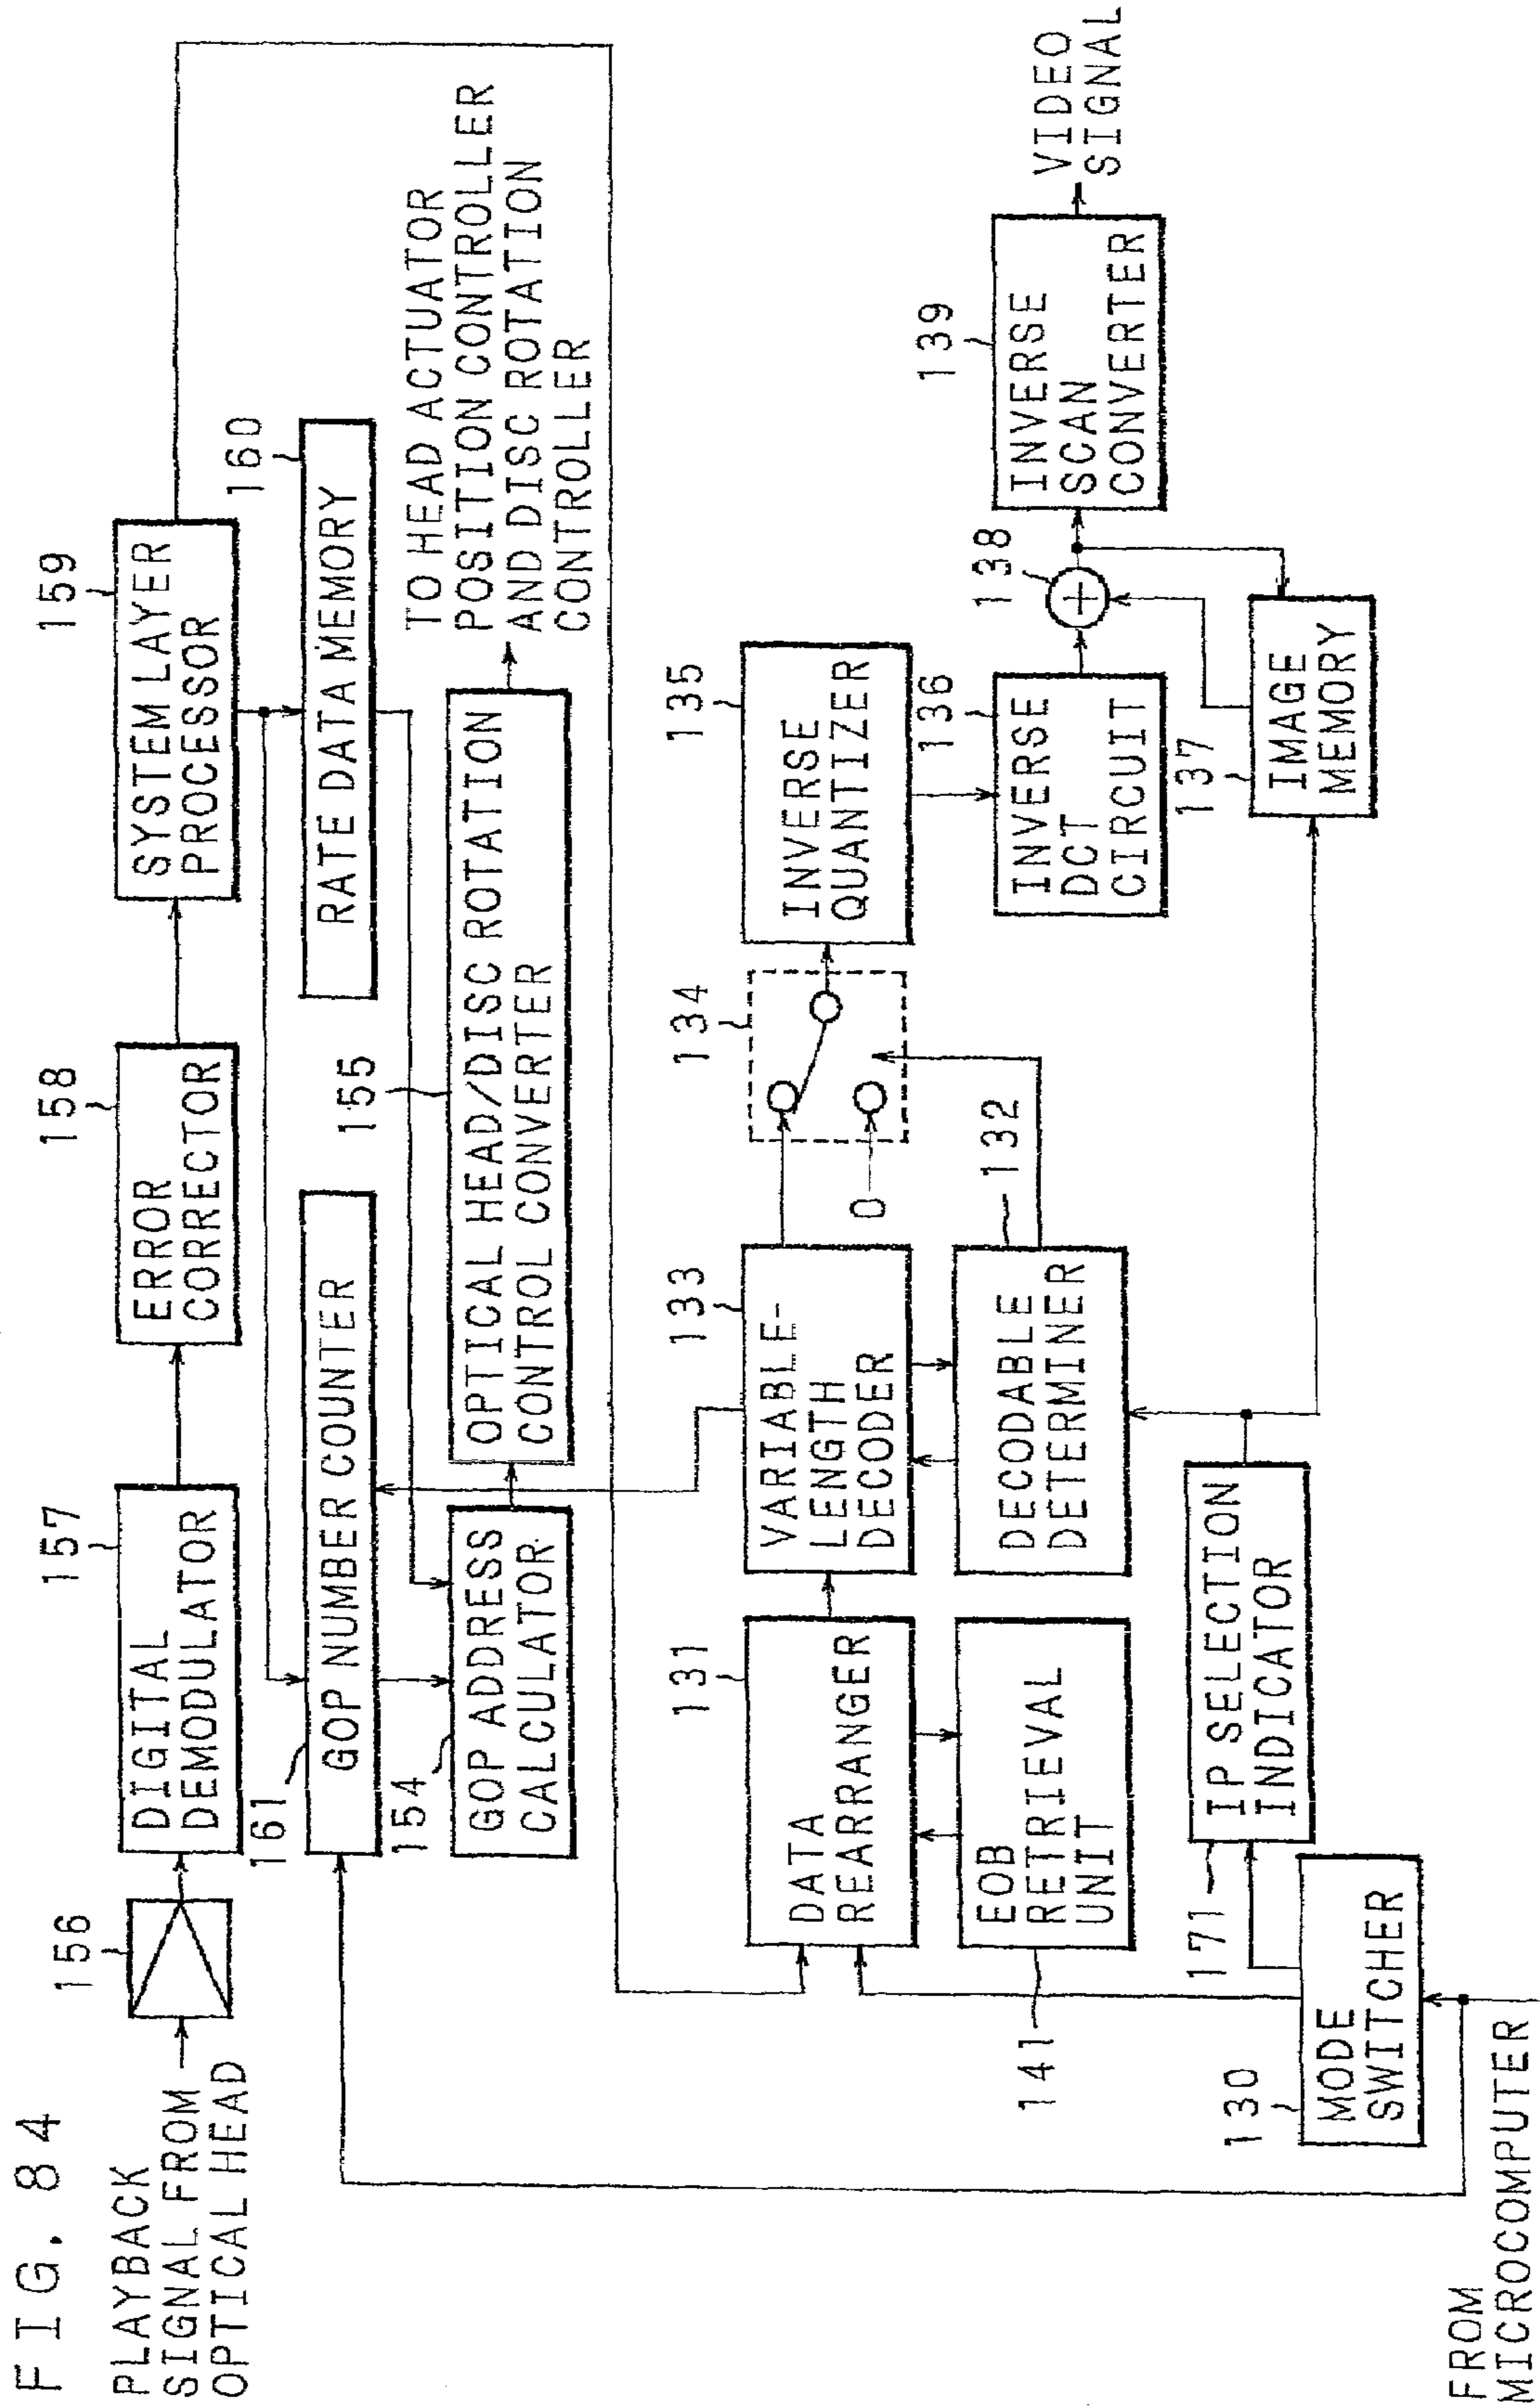 FIG. 84
PLAYBACK
SIGNAL FROM
OPTICAL HEAD
156
157
DIGITAL
DEMODULATOR
158
ERROR
CORRECTOR
159
SYSTEM LAYER
PROCESSOR
161
GOP NUMBER COUNTER
160
RATE DATA MEMORY
154
GOP ADDRESS
CALCULATOR
155
OPTICAL HEAD/DISC ROTATION
CONTROL CONVERTER
TO HEAD ACTUATOR
POSITION CONTROLLER
AND DISC ROTATION
CONTROLLER
131
DATA
REARRANGER
133
VARIABLE-
LENGTH
DECODER
134
0
135
INVERSE
QUANTIZER
141
EOB
RETRIEVAL
UNIT
132
DECODABLE
DETERMINER
136
INVERSE
DCT
CIRCUIT
138
+
139
INVERSE
SCAN
CONVERTER
VIDEO
SIGNAL
137
IMAGE
MEMORY
171
IP SELECTION
INDICATOR
130
MODE
SWITCHER
FROM
MICROCOMPUTER